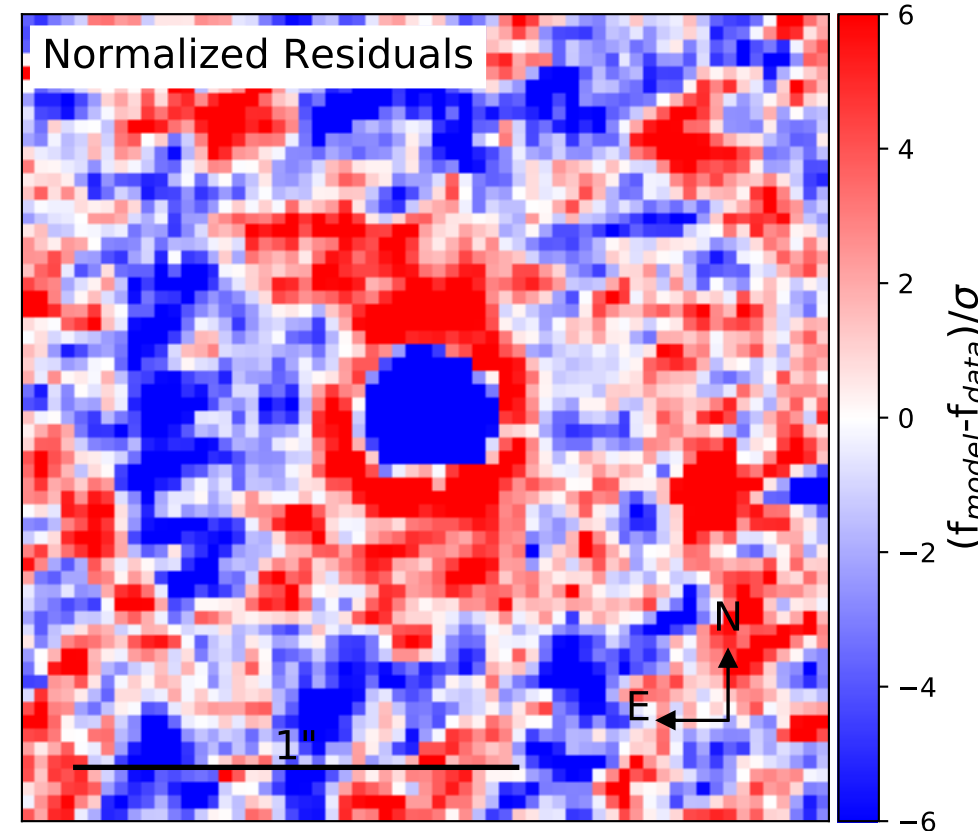 Normalized Residuals
6
4
2
0
−2
−4
−6
(f_model-f_data)/σ
N
E
1"